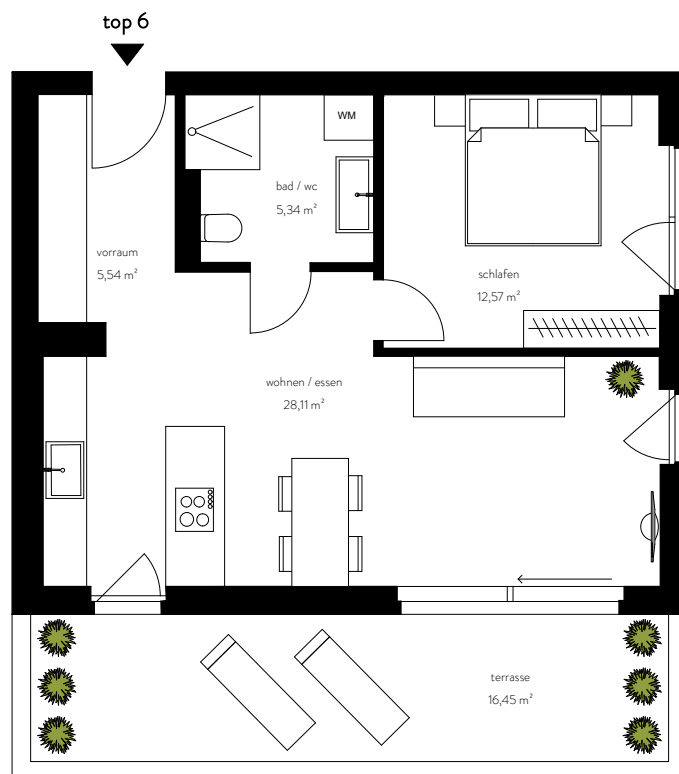 top 6
WM
bad / wc
5,34 m²
vorraum
5,54 m²
schlafen
12,57 m²
wohnen / essen
28,11 m²
terrasse
16,45 m²